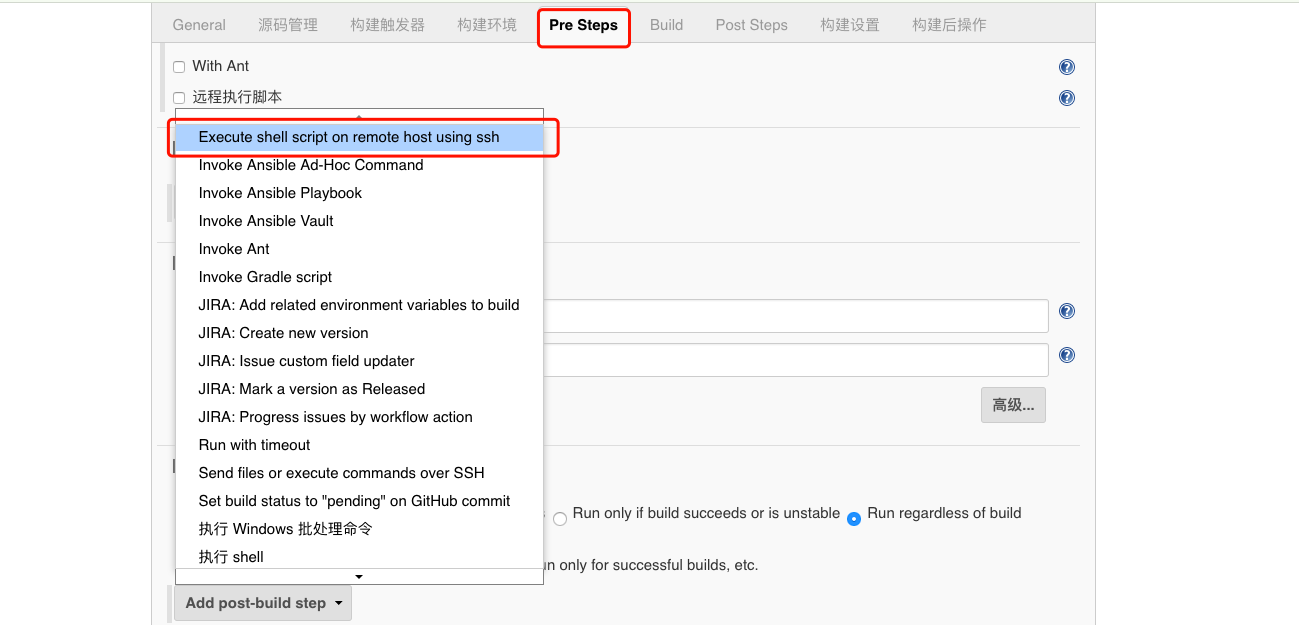 General 源码管理 构建触发器 构建环境 Pre Steps Build Post Steps 构建设置 构建后操作
With Ant
远程执行脚本
Execute shell script on remote host using ssh
Invoke Ansible Ad-Hoc Command
Invoke Ansible Playbook
Invoke Ansible Vault
Invoke Ant
Invoke Gradle script
JIRA: Add related environment variables to build
JIRA: Create new version
JIRA: Issue custom field updater
JIRA: Mark a version as Released
高级...
JIRA: Progress issues by workflow action
Run with timeout
Send files or execute commands over SSH
Set build status to "pending" on GitHub commit
Run only if build succeeds or is unstable Run regardless of build
执行 Windows 批处理命令
执行 shell
only for successful builds, etc.
Add post-build step